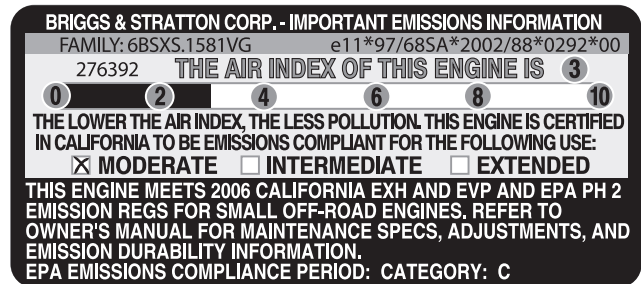 BRIGGS & STRATTON CORP. - IMPORTANT EMISSIONS INFORMATION
FAMILY: 6BSXS.1581VG e11*97/68SA*2002/88*0292*00
276392 THE AIR INDEX OF THIS ENGINE IS 3
0 2 4 6 8 10
THE LOWER THE AIR INDEX, THE LESS POLLUTION. THIS ENGINE IS CERTIFIED
IN CALIFORNIA TO BE EMISSIONS COMPLIANT FOR THE FOLLOWING USE:
☒ MODERATE ☐ INTERMEDIATE ☐ EXTENDED
THIS ENGINE MEETS 2006 CALIFORNIA EXH AND EVP AND EPA PH 2
EMISSION REGS FOR SMALL OFF-ROAD ENGINES. REFER TO
OWNER'S MANUAL FOR MAINTENANCE SPECS, ADJUSTMENTS, AND
EMISSION DURABILITY INFORMATION.
EPA EMISSIONS COMPLIANCE PERIOD: CATEGORY: C